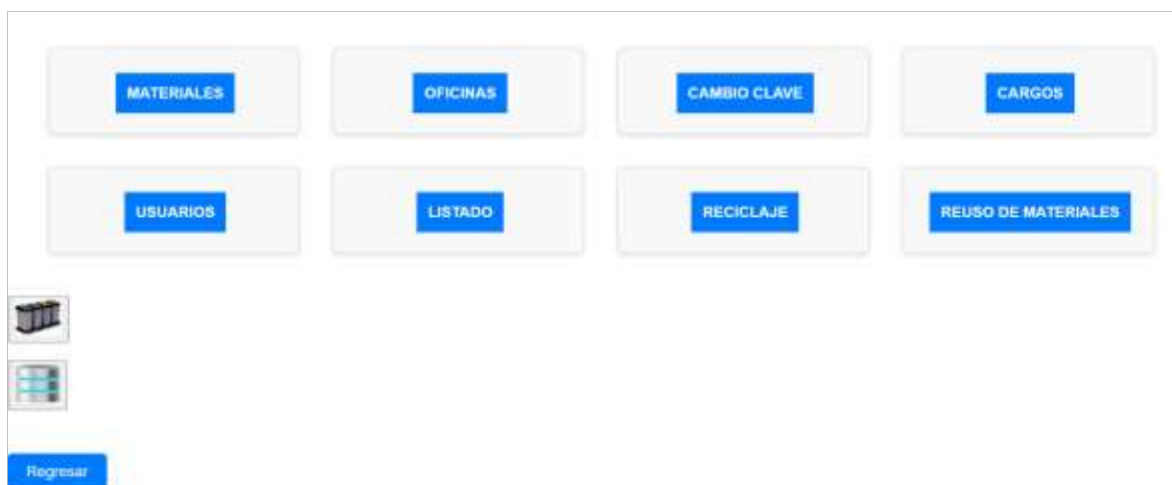 MATERIALES
OFICINAS
CAMBIO CLAVE
CARGOS
USUARIOS
LISTADO
RECICLAJE
REUSO DE MATERIALES
Regresar